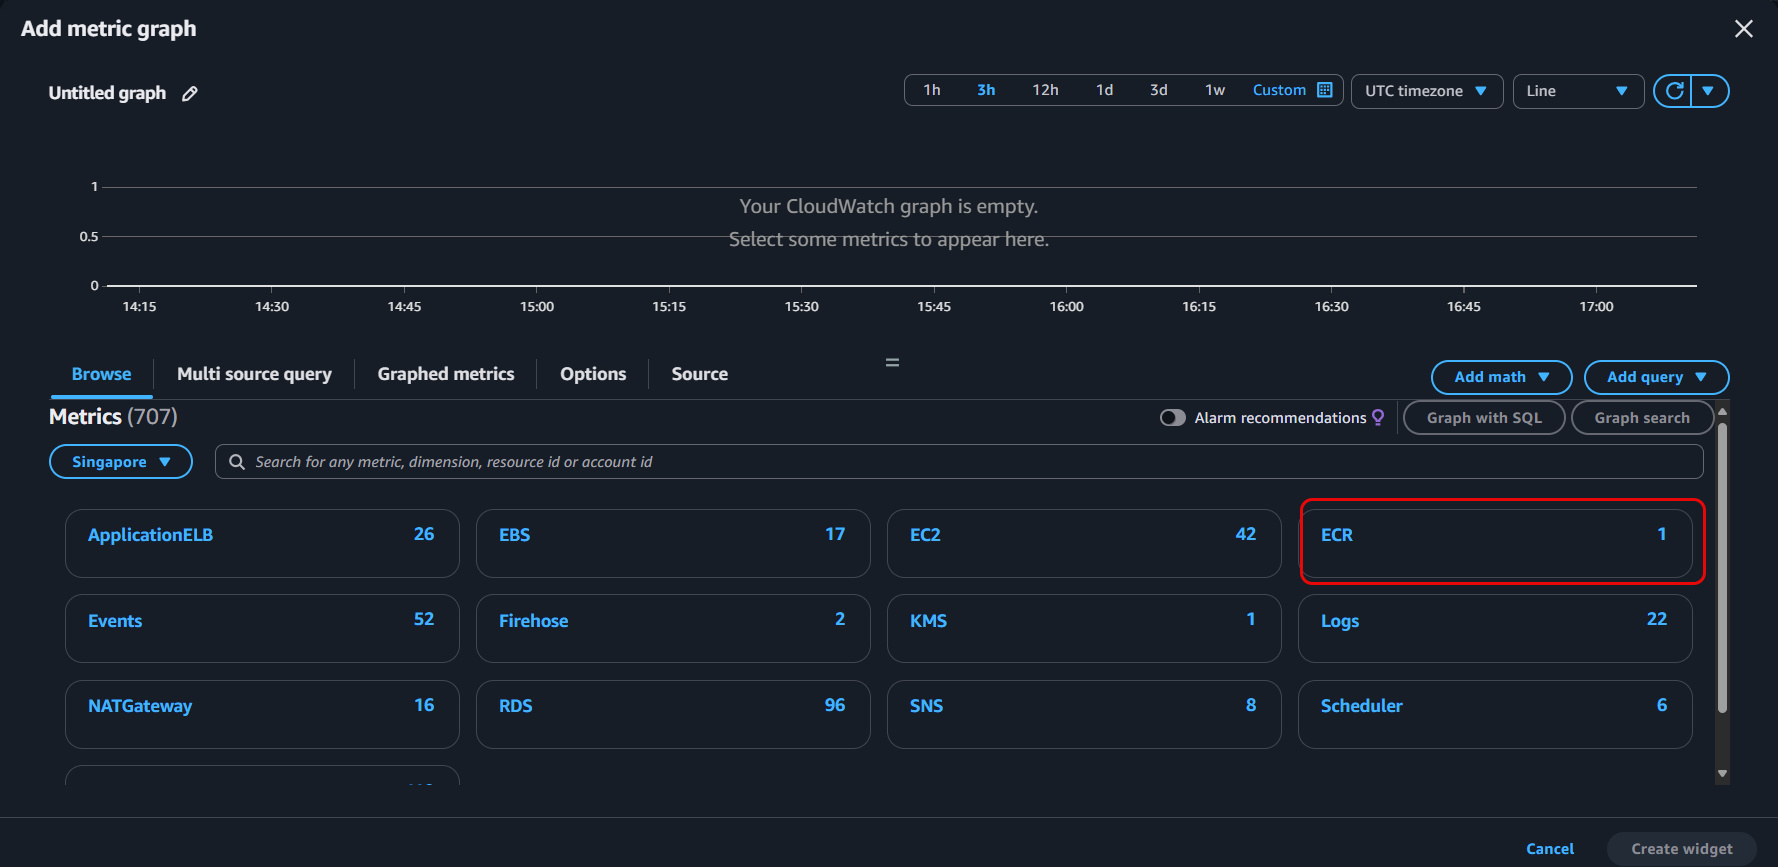 Add metric graph
Untitled graph
1h 3h 12h 1d 3d 1w Custom UTC timezone Line
1
Your CloudWatch graph is empty.
0.5
Select some metrics to appear here.
0
14:15 14:30 14:45 15:00 15:15 15:30 15:45 16:00 16:15 16:30 16:45 17:00
Browse Multi source query Graphed metrics Options Source Add math Add query
Metrics (707) Alarm recommendations Graph with SQL Graph search
Singapore Search for any metric, dimension, resource id or account id
ApplicationELB 26 EBS 17 EC2 42 ECR 1
Events 52 Firehose 2 KMS 1 Logs 22
NATGateway 16 RDS 96 SNS 8 Scheduler 6
Cancel Create widget